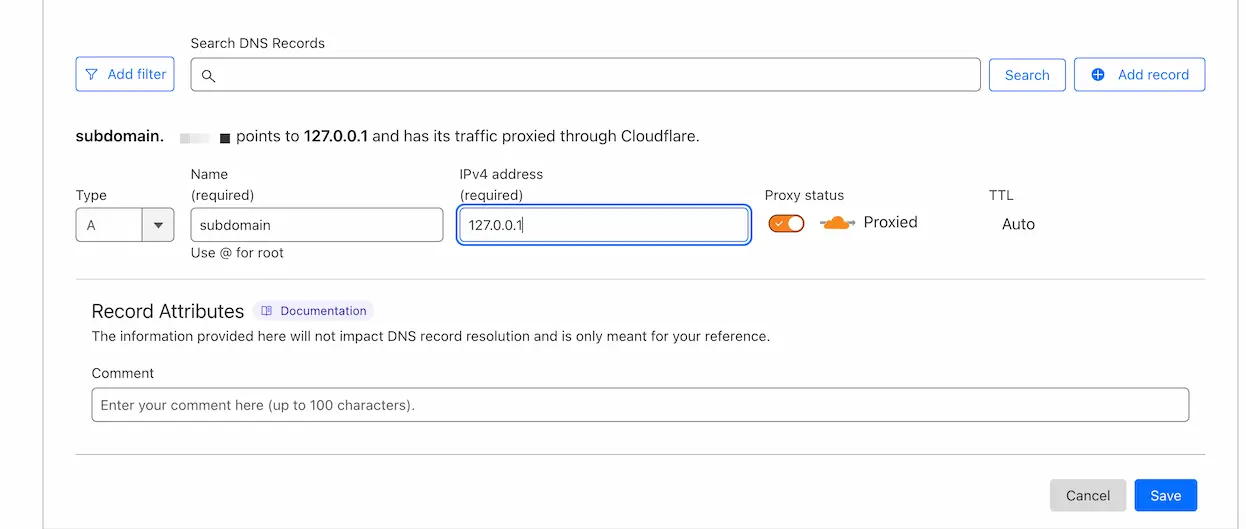 Search DNS Records
Add filter
Search
Add record
subdomain. points to 127.0.0.1 and has its traffic proxied through Cloudflare.
Type
Name
(required)
IPv4 address
(required)
Proxy status
TTL
A
subdomain
127.0.0.1
Proxied
Auto
Use @ for root
Record Attributes
Documentation
The information provided here will not impact DNS record resolution and is only meant for your reference.
Comment
Enter your comment here (up to 100 characters).
Cancel
Save